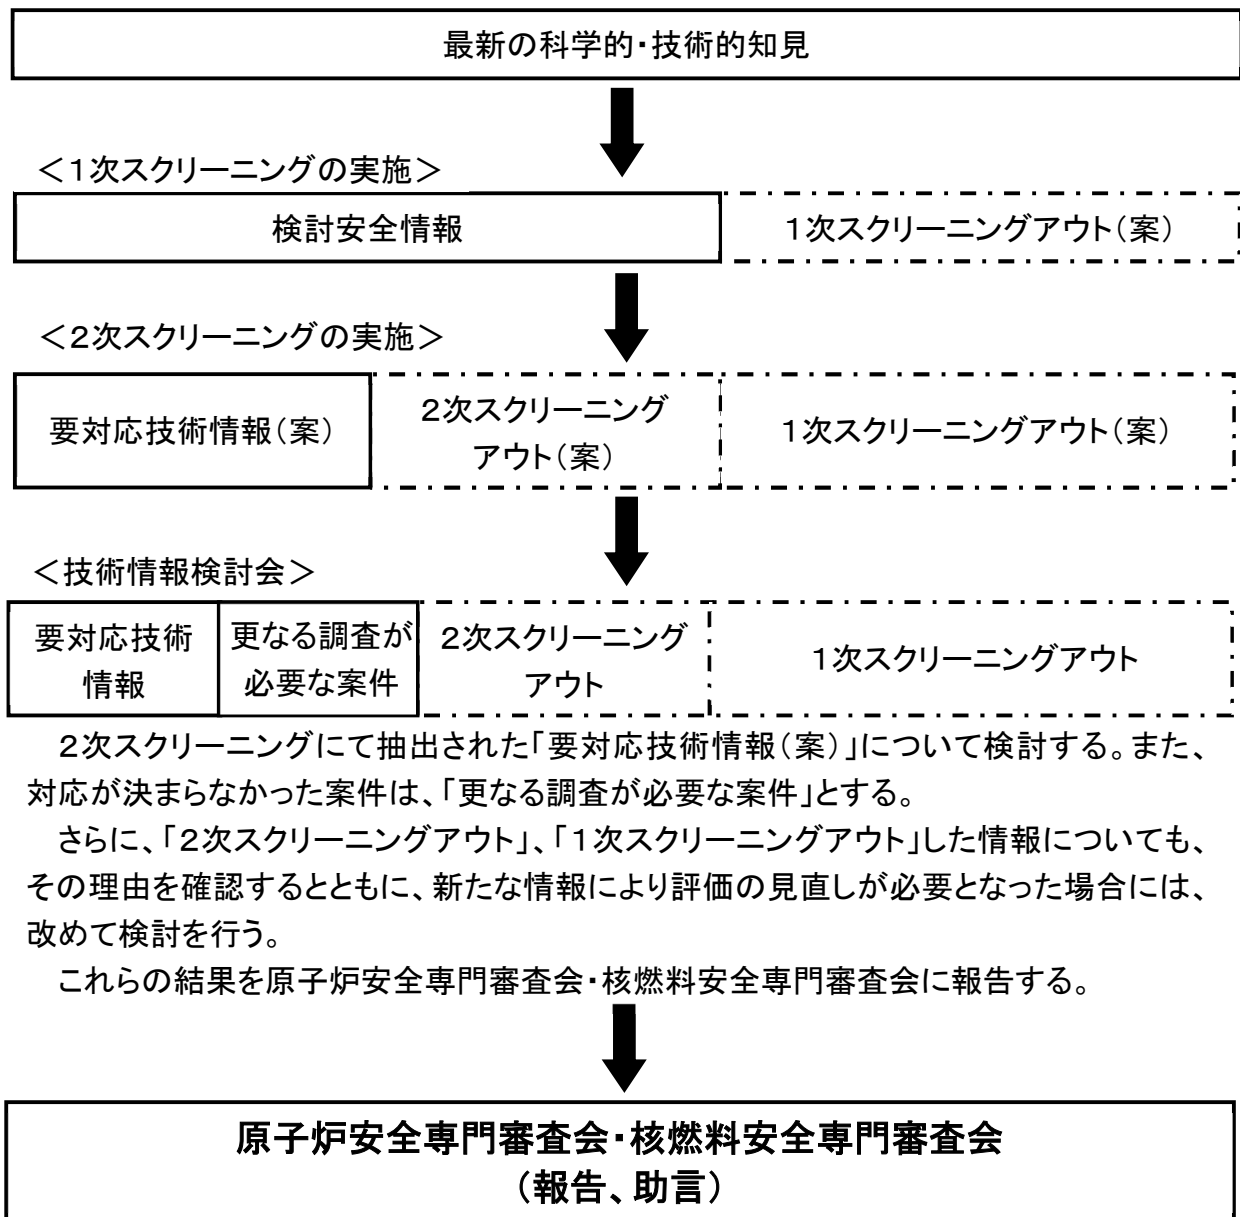 最新の科学的・技術的知見
＜１次スクリーニングの実施＞
検討安全情報
１次スクリーニングアウト（案）
＜２次スクリーニングの実施＞
要対応技術情報（案）
２次スクリーニング
アウト（案）
１次スクリーニングアウト（案）
＜技術情報検討会＞
要対応技術
情報
更なる調査が
必要な案件
２次スクリーニング
アウト
１次スクリーニングアウト
２次スクリーニングにて抽出された「要対応技術情報（案）」について検討する。また、
対応が決まらなかった案件は、「更なる調査が必要な案件」とする。
さらに、「２次スクリーニングアウト」、「１次スクリーニングアウト」した情報についても、
その理由を確認するとともに、新たな情報により評価の見直しが必要となった場合には、
改めて検討を行う。
これらの結果を原子炉安全専門審査会・核燃料安全専門審査会に報告する。
原子炉安全専門審査会・核燃料安全専門審査会
（報告、助言）